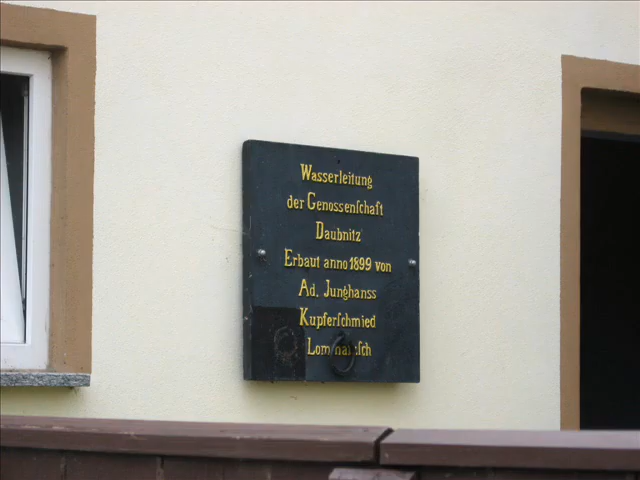 Waſſerleitung
der Genossenſchaft
Daubnitz
Erbaut anno 1899 von
Ad. Junghanss
Kupferſchmied